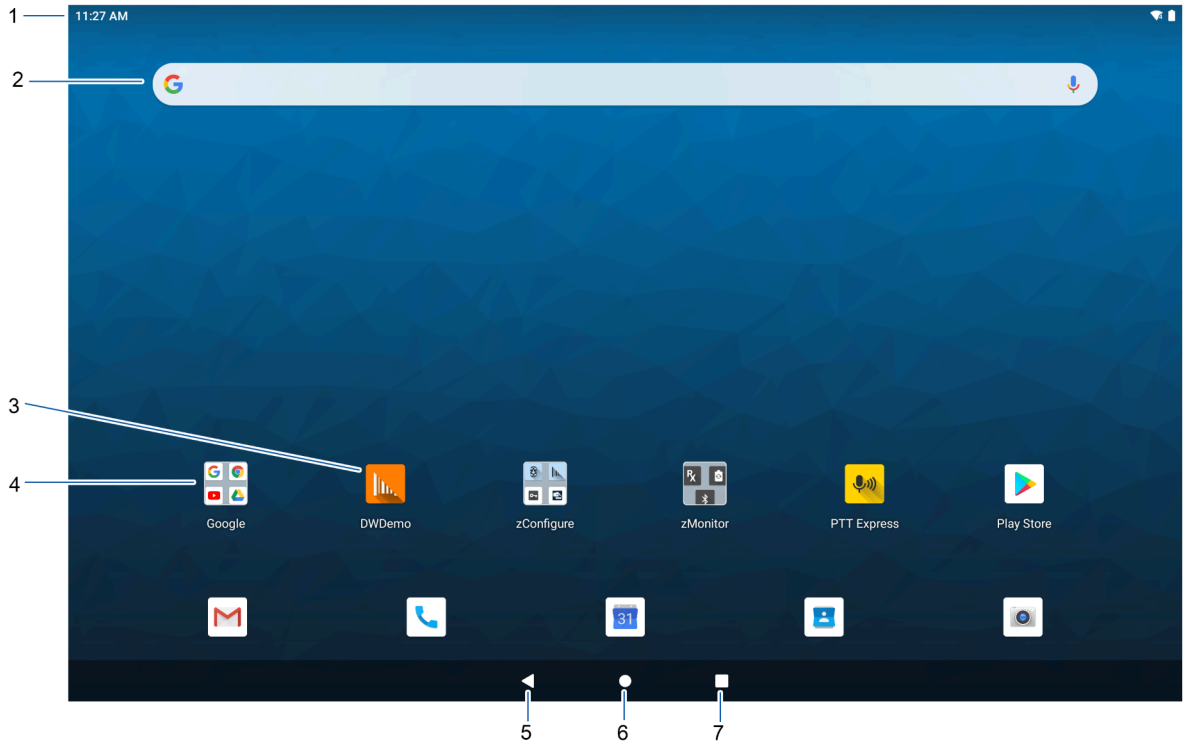 1
11:27 AM
2
3
4
Google
DWDemo
zConfigure
zMonitor
PTT Express
Play Store
31
5
6
7